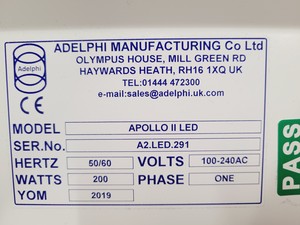 Adelphi
ADELPHI MANUFACTURING Co Ltd
OLYMPUS HOUSE, MILL GREEN RD
HAYWARDS HEATH, RH16 1XQ UK
TEL:01444 472300
e-mail:sales@adelphi.uk.com
CE
MODEL APOLLO II LED
SER.No. A2.LED.291
HERTZ 50/60 VOLTS 100-240AC
WATTS 200 PHASE ONE
YOM 2019
PASS